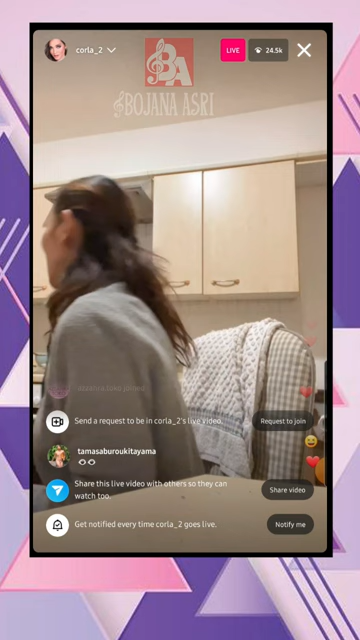 corla_2
LIVE
24.5k
BA
BOJANA ASRI
Send a request to be in corla_2's live video.
Request to join
tamasaburoukitayama
Share this live video with others so they can
watch too.
Share video
Get notified every time corla_2 goes live.
Notify me